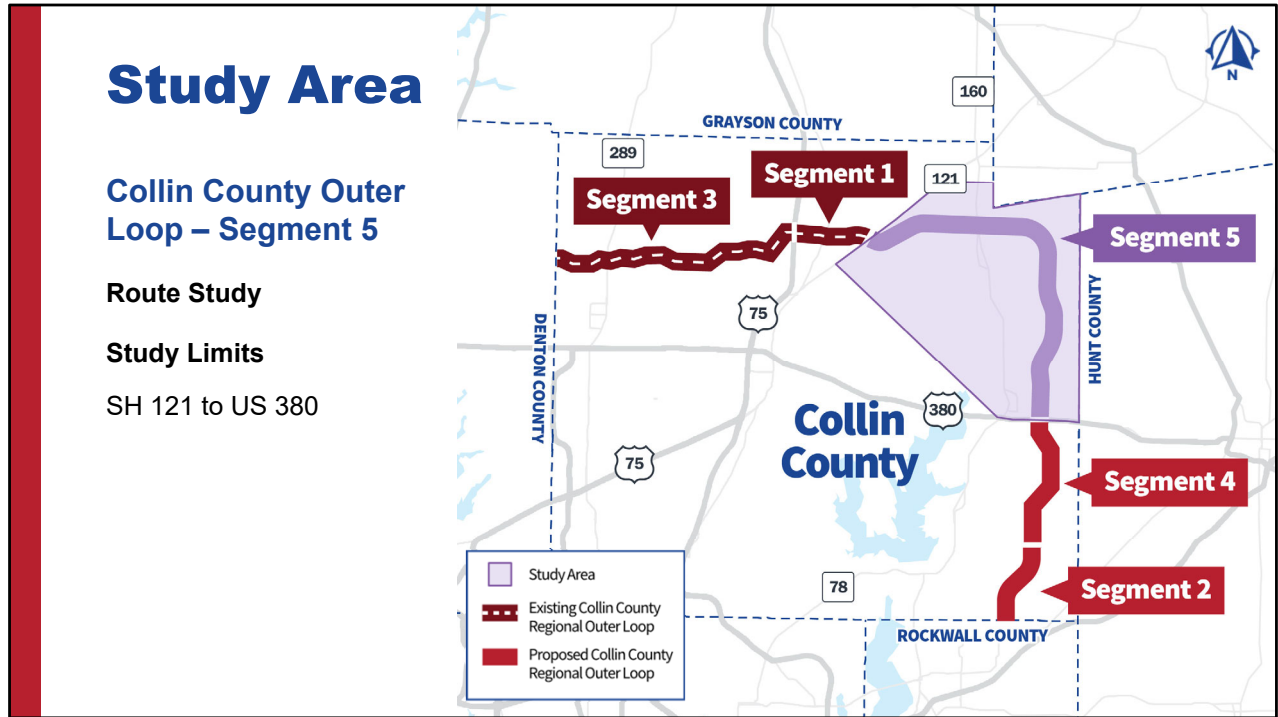 Study Area
Collin County Outer
Loop – Segment 5
Route Study
Study Limits
SH 121 to US 380
N
160
GRAYSON COUNTY
289
Segment 1
121
Segment 3
Segment 5
75
DENTON COUNTY
HUNT COUNTY
380
Collin
County
75
Segment 4
Study Area
78
Segment 2
Existing Collin County
Regional Outer Loop
ROCKWALL COUNTY
Proposed Collin County
Regional Outer Loop